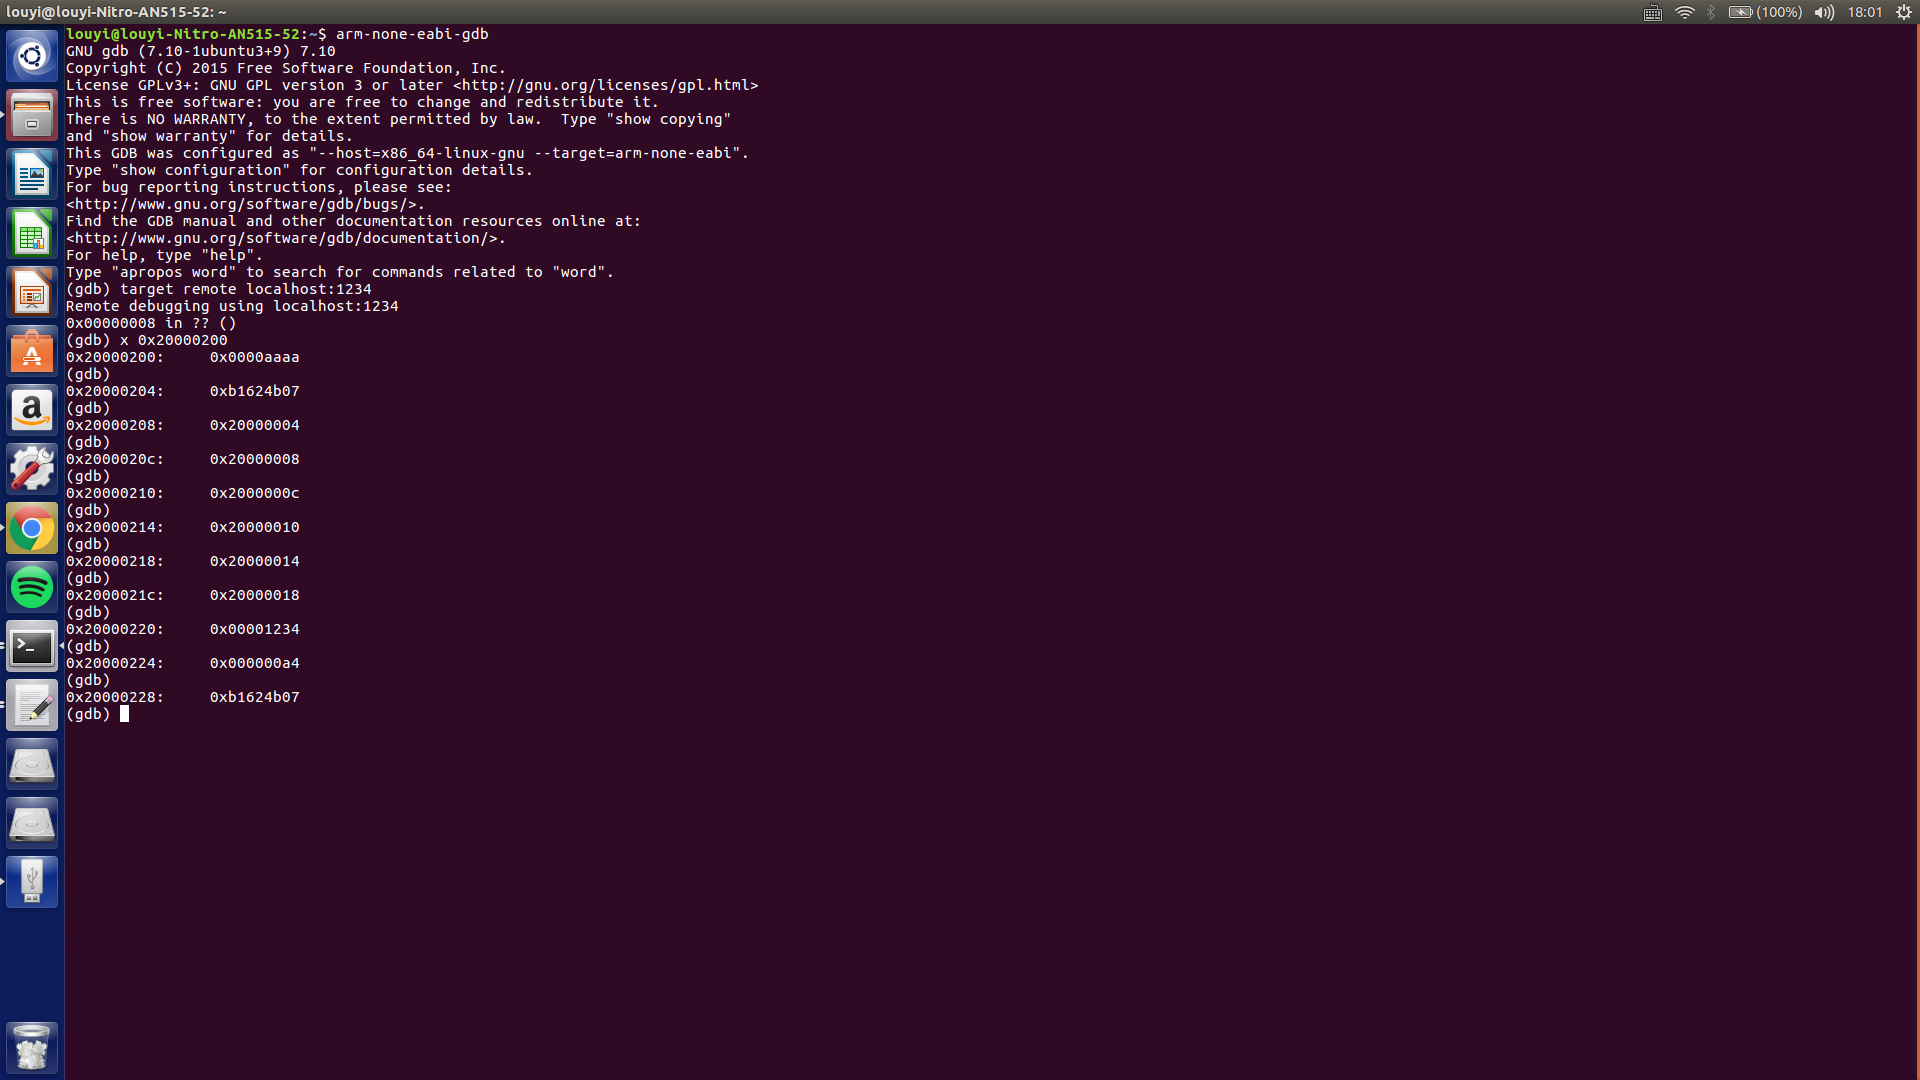 louyi@louyi-Nitro-AN515-52: ~ (100%) 18:01
louyi@louyi-Nitro-AN515-52:~$ arm-none-eabi-gdb
GNU gdb (7.10-1ubuntu3+9) 7.10
Copyright (C) 2015 Free Software Foundation, Inc.
License GPLv3+: GNU GPL version 3 or later <http://gnu.org/licenses/gpl.html>
This is free software: you are free to change and redistribute it.
There is NO WARRANTY, to the extent permitted by law.  Type "show copying"
and "show warranty" for details.
This GDB was configured as "--host=x86_64-linux-gnu --target=arm-none-eabi".
Type "show configuration" for configuration details.
For bug reporting instructions, please see:
<http://www.gnu.org/software/gdb/bugs/>.
Find the GDB manual and other documentation resources online at:
<http://www.gnu.org/software/gdb/documentation/>.
For help, type "help".
Type "apropos word" to search for commands related to "word".
(gdb) target remote localhost:1234
Remote debugging using localhost:1234
0x00000008 in ?? ()
(gdb) x 0x20000200
0x20000200:     0x0000aaaa
(gdb)
0x20000204:     0xb1624b07
(gdb)
0x20000208:     0x20000004
(gdb)
0x2000020c:     0x20000008
(gdb)
0x20000210:     0x2000000c
(gdb)
0x20000214:     0x20000010
(gdb)
0x20000218:     0x20000014
(gdb)
0x2000021c:     0x20000018
(gdb)
0x20000220:     0x00001234
(gdb)
0x20000224:     0x000000a4
(gdb)
0x20000228:     0xb1624b07
(gdb)